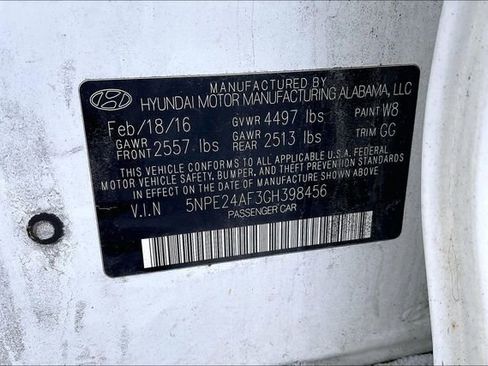 MANUFACTURED BY
HYUNDAI MOTOR MANUFACTURING ALABAMA, LLC
Feb/18/16 GVWR 4497 lbs PAINT W8
GAWR FRONT 2557 lbs GAWR REAR 2513 lbs TRIM GG
THIS VEHICLE CONFORMS TO ALL APPLICABLE U.S.A. FEDERAL
MOTOR VEHICLE SAFETY, BUMPER, AND THEFT PREVENTION STANDARDS
IN EFFECT ON THE DATE OF MANUFACTURE SHOWN ABOVE.
V.I.N 5NPE24AF3GH398456
PASSENGER CAR